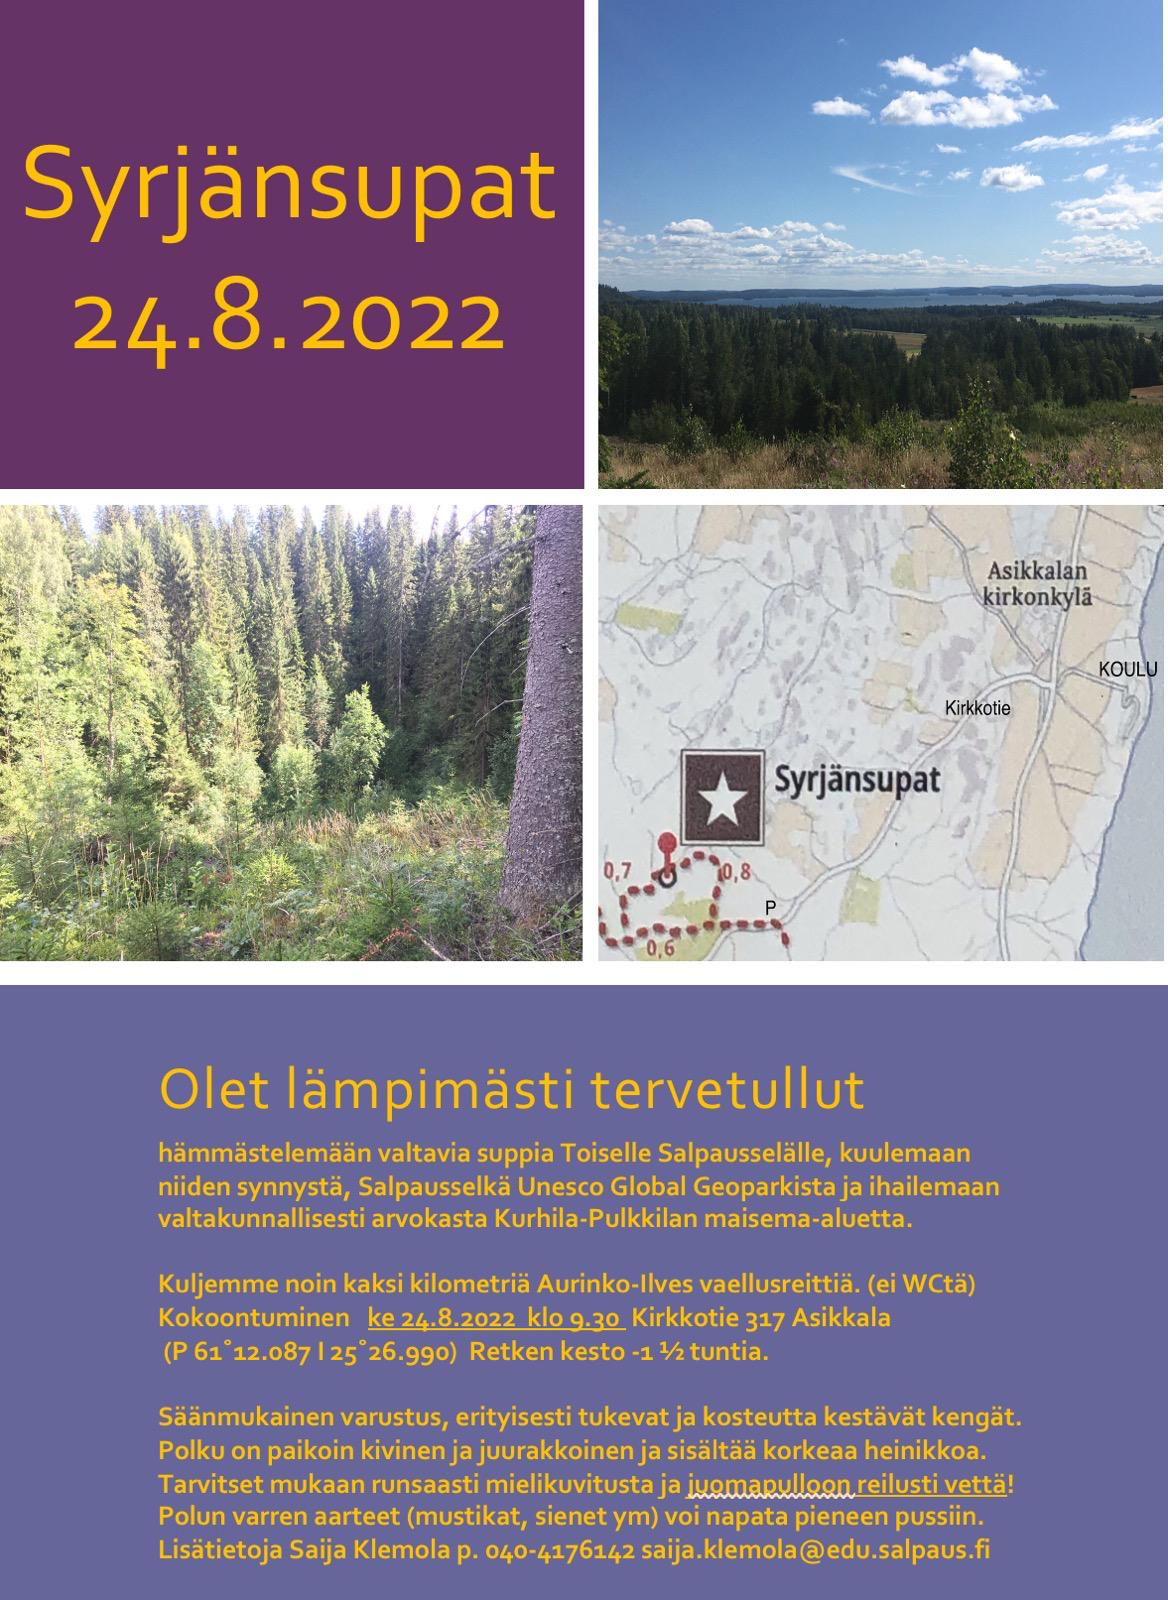 Syrjänsupat
24.8.2022
Asikkalan
kirkonkylä
KOULU
Kirkkotie
Syrjänsupat
0,7
0,8
P
0,6
Olet lämpimästi tervetullut
hämmästelemään valtavia suppia Toiselle Salpausselälle, kuulemaan
niiden synnystä, Salpausselkä Unesco Global Geoparkista ja ihailemaan
valtakunnallisesti arvokasta Kurhila-Pulkkilan maisema-aluetta.
Kuljemme noin kaksi kilometriä Aurinko-Ilves vaellusreittiä. (ei WCtä)
Kokoontuminen ke 24.8.2022 klo 9.30 Kirkkotie 317 Asikkala
(P 61°12.087 I 25°26.990) Retken kesto -1 ½ tuntia.
Säänmukainen varustus, erityisesti tukevat ja kosteutta kestävät kengät.
Polku on paikoin kivinen ja juurakkoinen ja sisältää korkeaa heinikkoa.
Tarvitset mukaan runsaasti mielikuvitusta ja juomapulloon reilusti vettä!
Polun varren aarteet (mustikat, sienet ym) voi napata pieneen pussiin.
Lisätietoja Saija Klemola p. 040-4176142 saija.klemola@edu.salpaus.fi